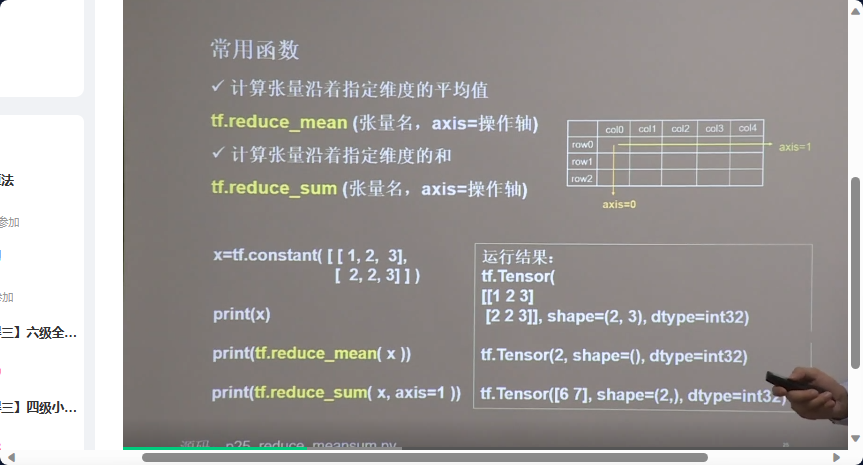 法
参加
参加
三】六级全...
三】四级小...
常用函数
✓ 计算张量沿着指定维度的平均值
tf.reduce_mean (张量名，axis=操作轴)
✓ 计算张量沿着指定维度的和
tf.reduce_sum (张量名，axis=操作轴)
col0 col1 col2 col3 col4
row0
row1
row2
axis=1
axis=0
x=tf.constant( [ [ 1, 2, 3],
[ 2, 2, 3] ] )
print(x)
print(tf.reduce_mean( x ))
print(tf.reduce_sum( x, axis=1 ))
运行结果：
tf.Tensor(
[[1 2 3]
[2 2 3]], shape=(2, 3), dtype=int32)
tf.Tensor(2, shape=(), dtype=int32)
tf.Tensor([6 7], shape=(2,), dtype=int32)
源码 p25_reduce_meansum.py